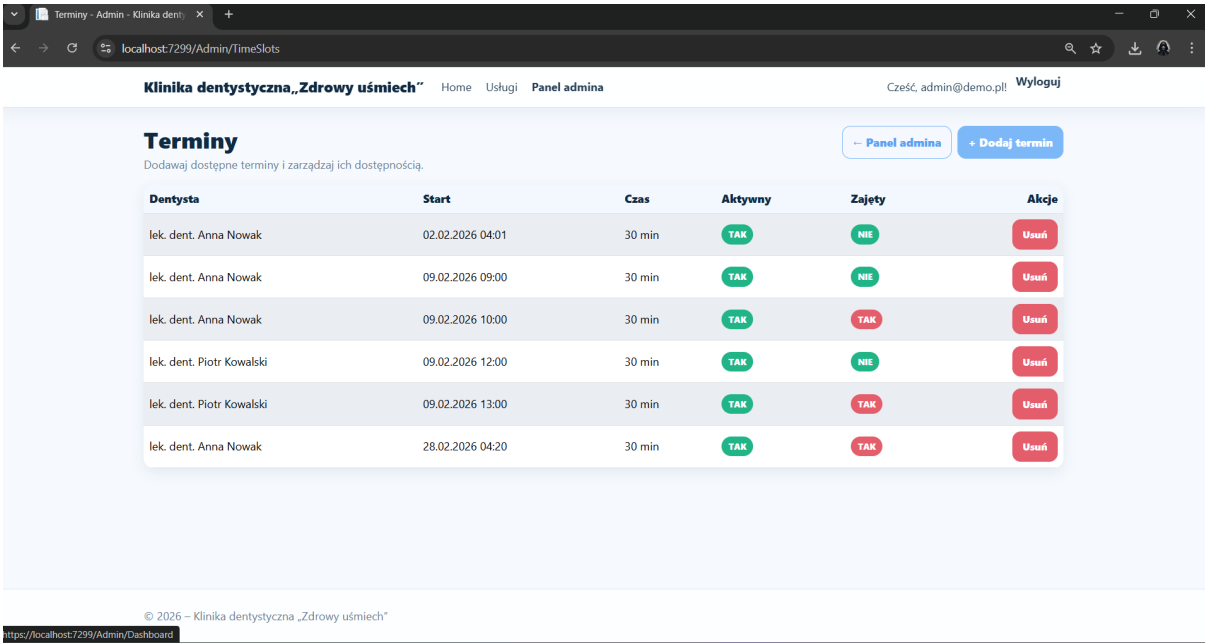 Terminy - Admin - Klinika denty
localhost:7299/Admin/TimeSlots
Klinika dentystyczna„Zdrowy uśmiech” Home Usługi Panel admina Cześć, admin@demo.pl! Wyloguj
Terminy
← Panel admina + Dodaj termin
Dodawaj dostępne terminy i zarządzaj ich dostępnością.
Dentysta Start Czas Aktywny Zajęty Akcje
lek. dent. Anna Nowak 02.02.2026 04:01 30 min TAK NIE Usuń
lek. dent. Anna Nowak 09.02.2026 09:00 30 min TAK NIE Usuń
lek. dent. Anna Nowak 09.02.2026 10:00 30 min TAK TAK Usuń
lek. dent. Piotr Kowalski 09.02.2026 12:00 30 min TAK NIE Usuń
lek. dent. Piotr Kowalski 09.02.2026 13:00 30 min TAK TAK Usuń
lek. dent. Anna Nowak 28.02.2026 04:20 30 min TAK TAK Usuń
© 2026 – Klinika dentystyczna „Zdrowy uśmiech”
https://localhost:7299/Admin/Dashboard